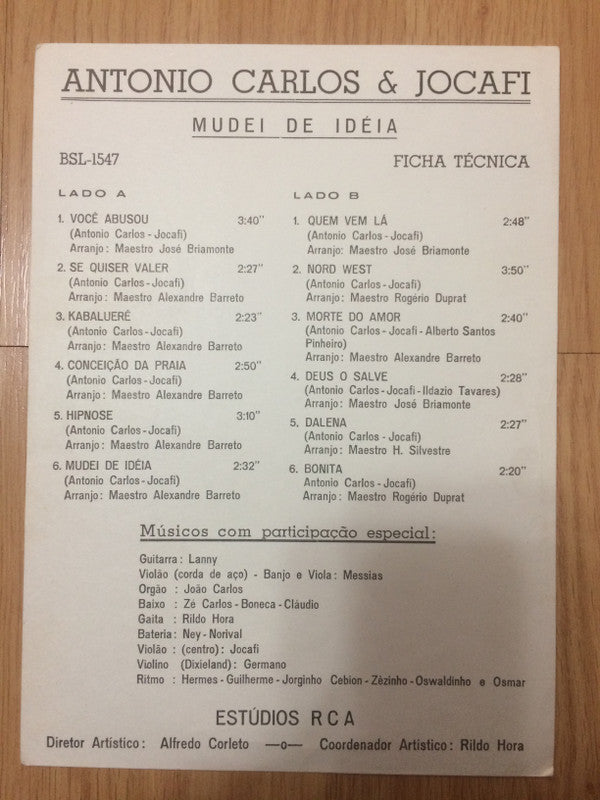 ANTONIO CARLOS & JOCAFI
MUDEI DE IDÉIA
BSL-1547 FICHA TÉCNICA
LADO A
1. VOCÊ ABUSOU 3:40"
(Antonio Carlos - Jocafi)
Arranjo: Maestro José Briamonte
2. SE QUISER VALER 2:27"
(Antonio Carlos - Jocafi)
Arranjo: Maestro Alexandre Barreto
3. KABALUERÊ 2:23"
(Antonio Carlos - Jocafi)
Arranjo: Maestro Alexandre Barreto
4. CONCEIÇÃO DA PRAIA 2:50"
(Antonio Carlos - Jocafi)
Arranjo: Maestro Alexandre Barreto
5. HIPNOSE 3:10"
(Antonio Carlos - Jocafi)
Arranjo: Maestro Alexandre Barreto
6. MUDEI DE IDÉIA 2:32"
(Antonio Carlos - Jocafi)
Arranjo: Maestro Alexandre Barreto
LADO B
1. QUEM VEM LÁ 2:48"
(Antonio Carlos - Jocafi)
Arranjo: Maestro José Briamonte
2. NORD WEST 3:50"
(Antonio Carlos - Jocafi)
Arranjo: Maestro Rogério Duprat
3. MORTE DO AMOR 2:40"
(Antonio Carlos - Jocafi - Alberto Santos
Pinheiro)
Arranjo: Maestro Alexandre Barreto
4. DEUS O SALVE 2:28"
(Antonio Carlos - Jocafi - Ildazio Tavares)
Arranjo: Maestro José Briamonte
5. DALENA 2:27"
(Antonio Carlos - Jocafi)
Arranjo: Maestro H. Silvestre
6. BONITA 2:20"
Antonio Carlos - Jocafi)
Arranjo: Maestro Rogério Duprat
Músicos com participação especial:
Guitarra: Lanny
Violão (corda de aço) - Banjo e Viola: Messias
Orgão : João Carlos
Baixo : Zé Carlos - Boneca - Cláudio
Gaita : Rildo Hora
Bateria: Ney - Norival
Violão : (centro): Jocafi
Violino (Dixieland): Germano
Ritmo : Hermes - Guilherme - Jorginho Cebion - Zèzinho - Oswaldinho e Osmar
ESTÚDIOS RCA
Diretor Artístico: Alfredo Corleto —o— Coordenador Artístico: Rildo Hora